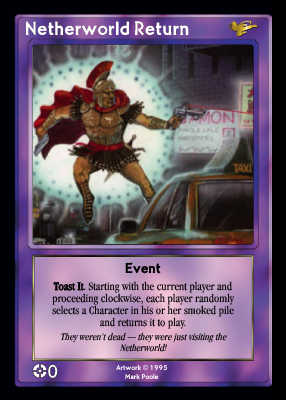 Netherworld Return
TAXI
Event
Toast It. Starting with the current player and
proceeding clockwise, each player randomly
selects a Character in his or her smoked pile
and returns it to play.
They weren't dead — they were just visiting the
Netherworld!
0
Artwork © 1995
Mark Poole